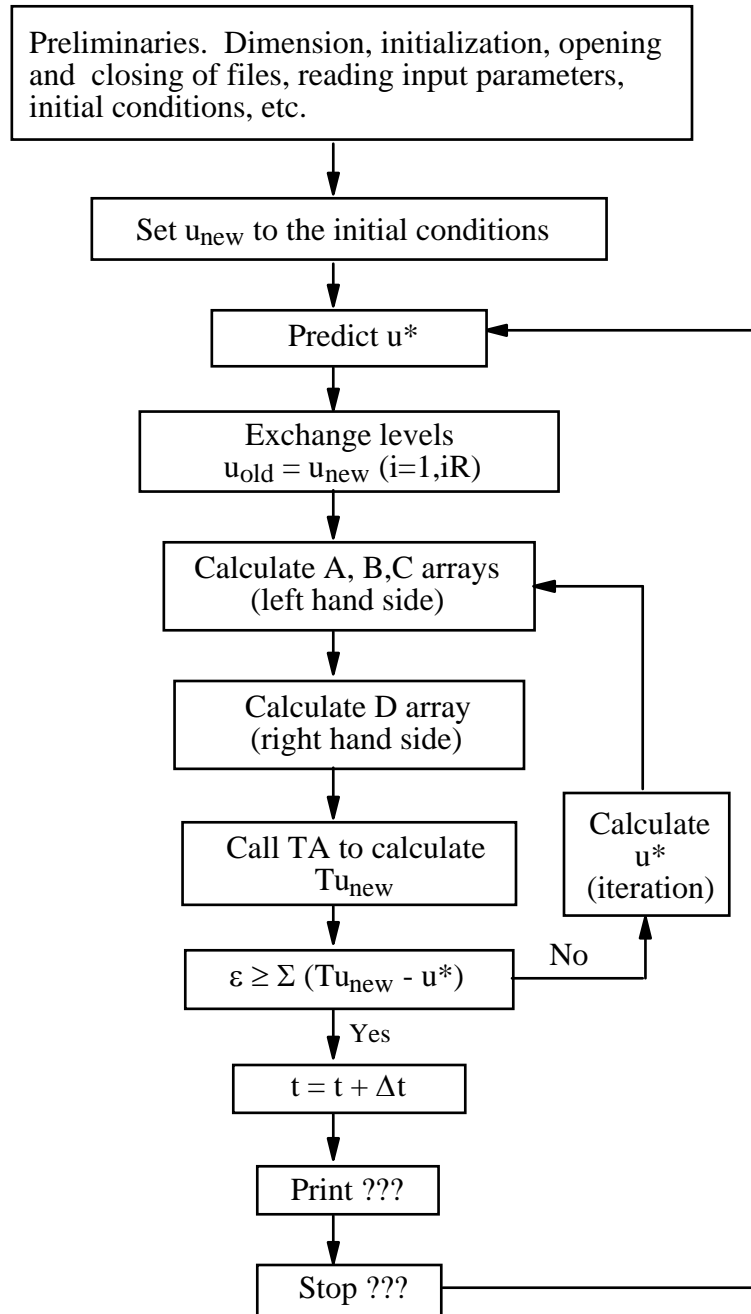 Preliminaries. Dimension, initialization, opening
and closing of files, reading input parameters,
initial conditions, etc.
Set unew to the initial conditions
Predict u*
Exchange levels
uold = unew (i=1,iR)
Calculate A, B,C arrays
(left hand side)
Calculate D array
(right hand side)
Call TA to calculate
Tunew
Calculate
u*
(iteration)
ε ≥ Σ (Tunew - u*)
No
Yes
t = t + Δt
Print ???
Stop ???